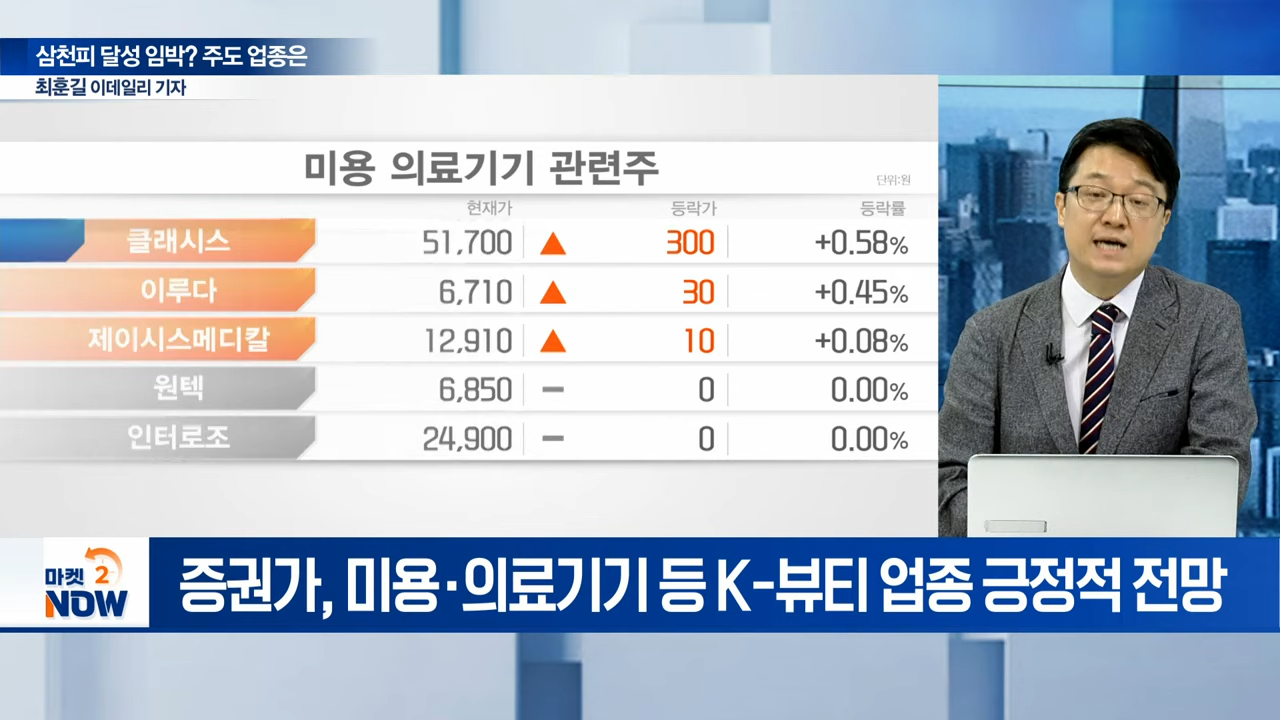 삼천피 달성 임박? 주도 업종은
최훈길 이데일리 기자
미용 의료기기 관련주
단위:원
현재가 등락가 등락률
클래시스 51,700 ▲ 300 +0.58%
이루다 6,710 ▲ 30 +0.45%
제이시스메디칼 12,910 ▲ 10 +0.08%
원텍 6,850 – 0 0.00%
인터로조 24,900 – 0 0.00%
마켓 2
NOW
증권가, 미용·의료기기 등 K-뷰티 업종 긍정적 전망